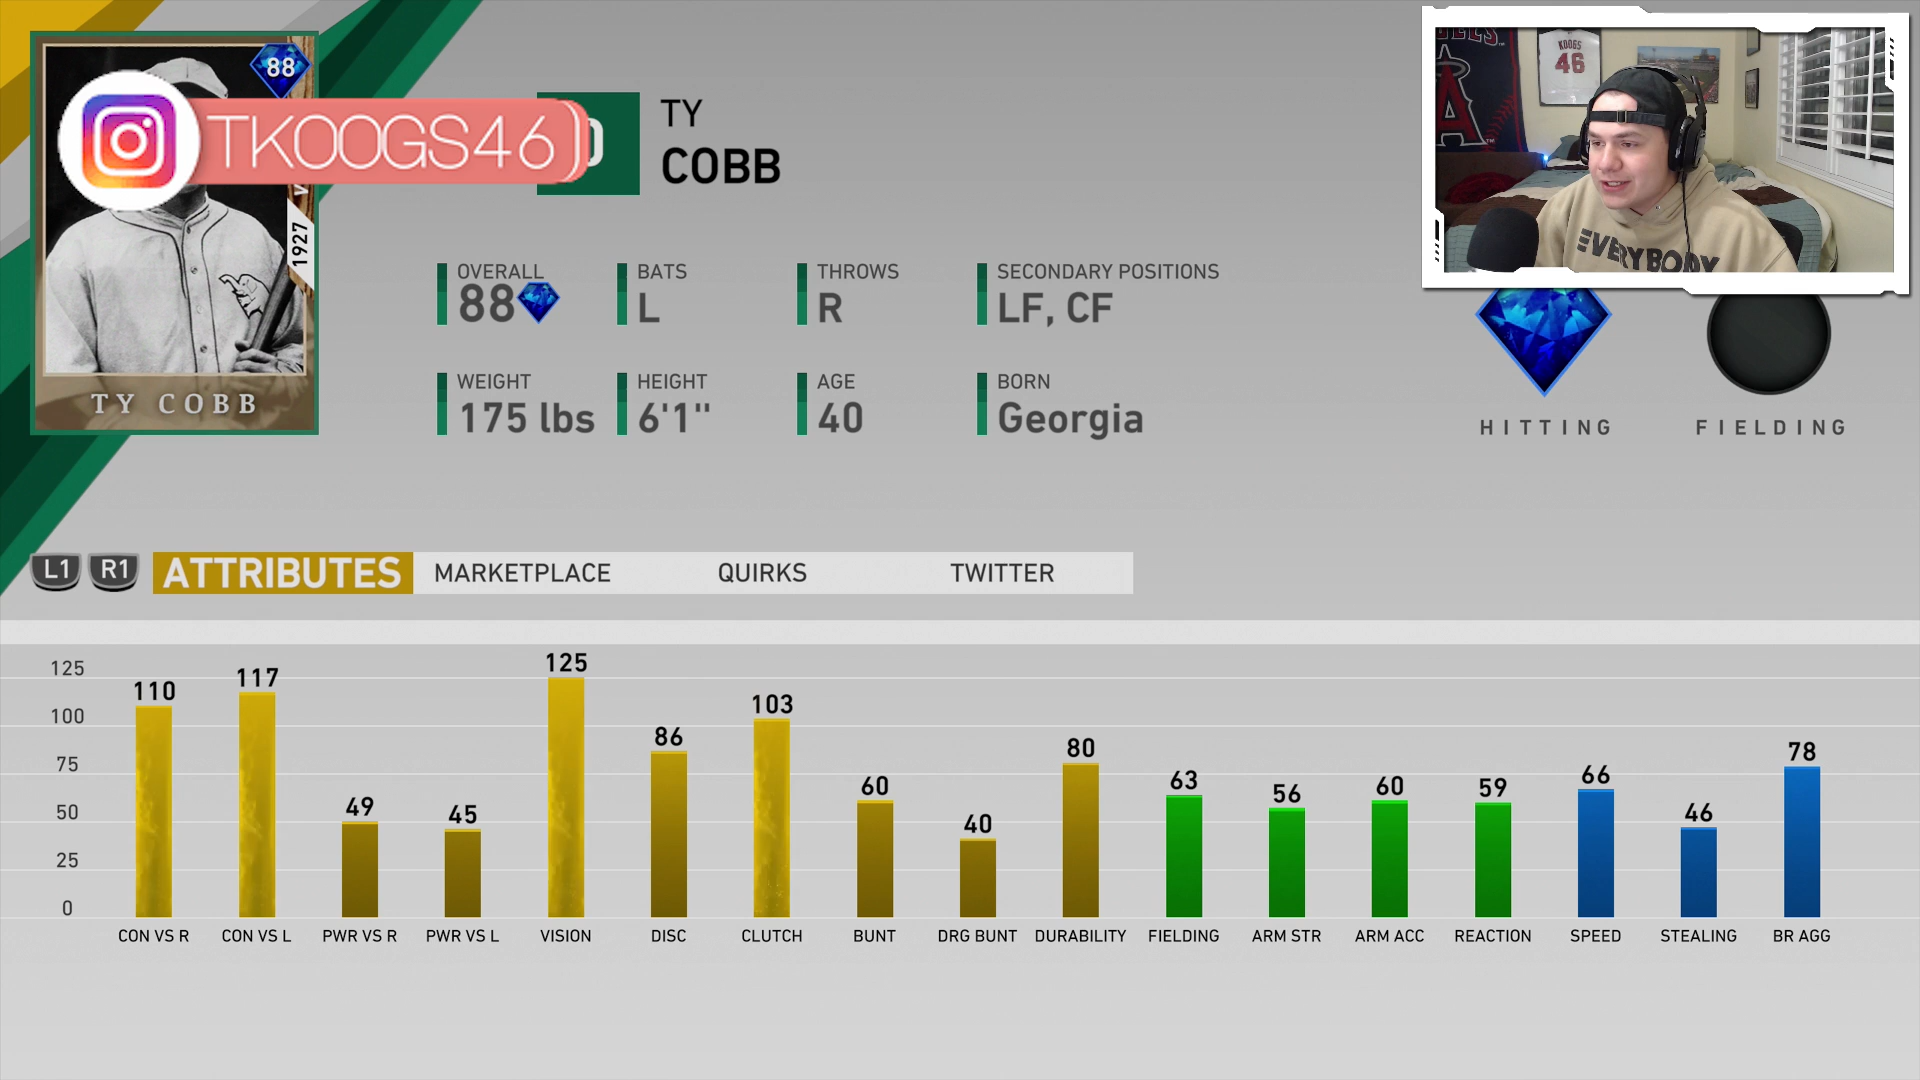 88
1927
TY COBB
TKOOGS46
TY
COBB
OVERALL
88
BATS
L
THROWS
R
SECONDARY POSITIONS
LF, CF
WEIGHT
175 lbs
HEIGHT
6'1"
AGE
40
BORN
Georgia
KOOGS
46
A
EVERYBODY
HITTING
FIELDING
L1 R1 ATTRIBUTES MARKETPLACE QUIRKS TWITTER
125
100
75
50
25
0
110 117 49 45 125 86 103 60 40 80 63 56 60 59 66 46 78
CON VS R CON VS L PWR VS R PWR VS L VISION DISC CLUTCH BUNT DRG BUNT DURABILITY FIELDING ARM STR ARM ACC REACTION SPEED STEALING BR AGG